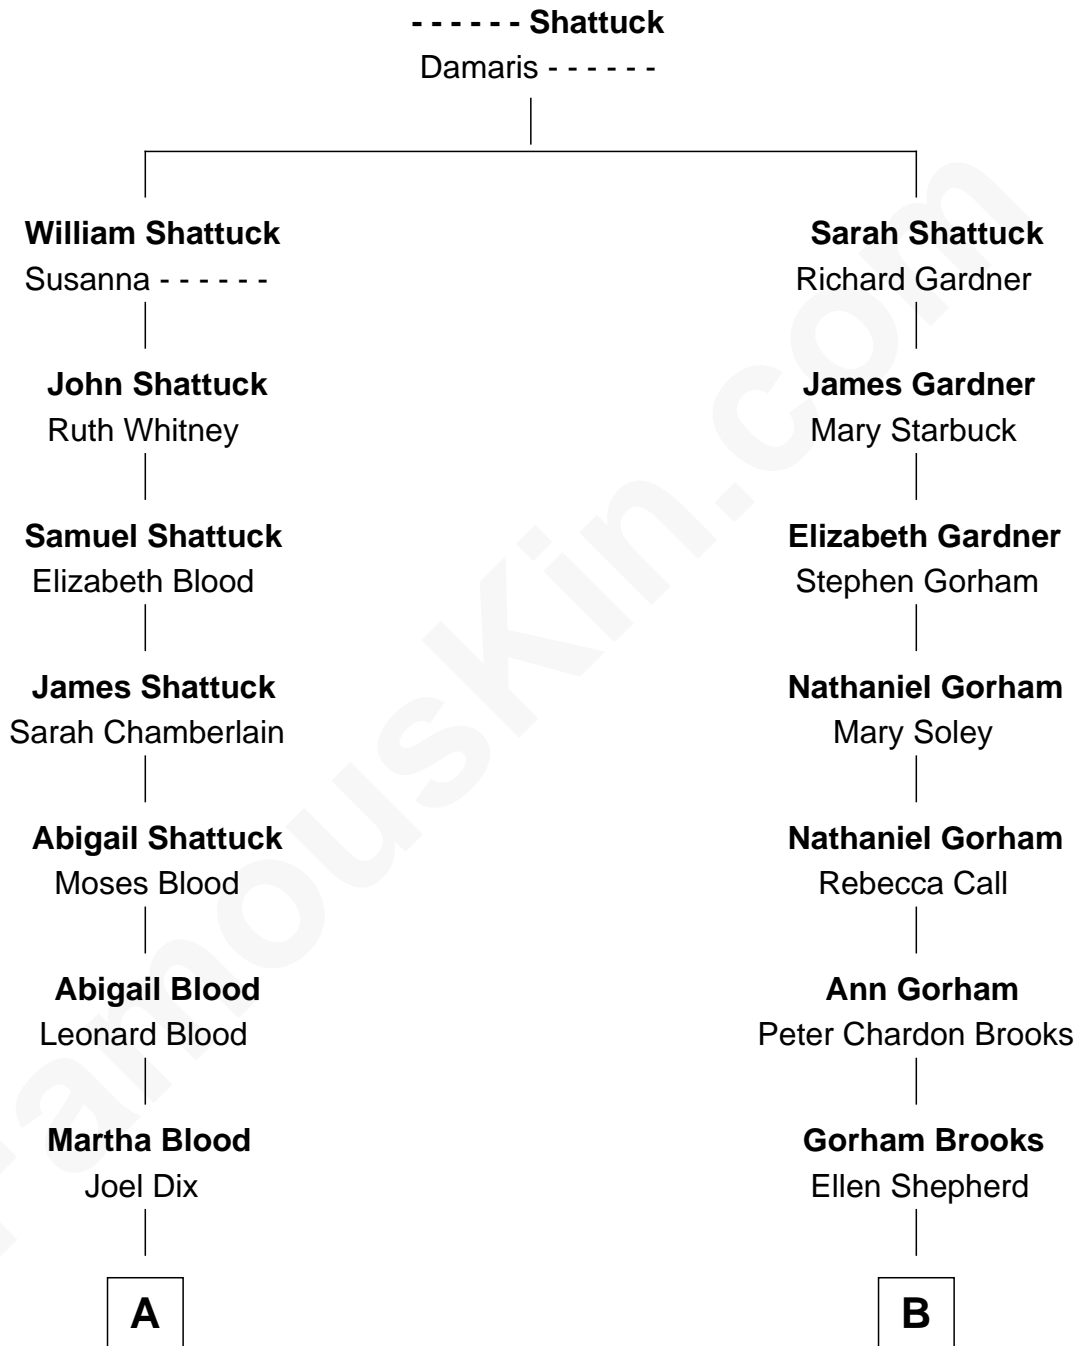 - - - - - - Shattuck
Damaris - - - - - -
William Shattuck
Susanna - - - - - -
Sarah Shattuck
Richard Gardner
John Shattuck
Ruth Whitney
James Gardner
Mary Starbuck
Samuel Shattuck
Elizabeth Blood
Elizabeth Gardner
Stephen Gorham
James Shattuck
Sarah Chamberlain
Nathaniel Gorham
Mary Soley
Abigail Shattuck
Moses Blood
Nathaniel Gorham
Rebecca Call
Abigail Blood
Leonard Blood
Ann Gorham
Peter Chardon Brooks
Martha Blood
Joel Dix
Gorham Brooks
Ellen Shepherd
A
B
FamousKin.com